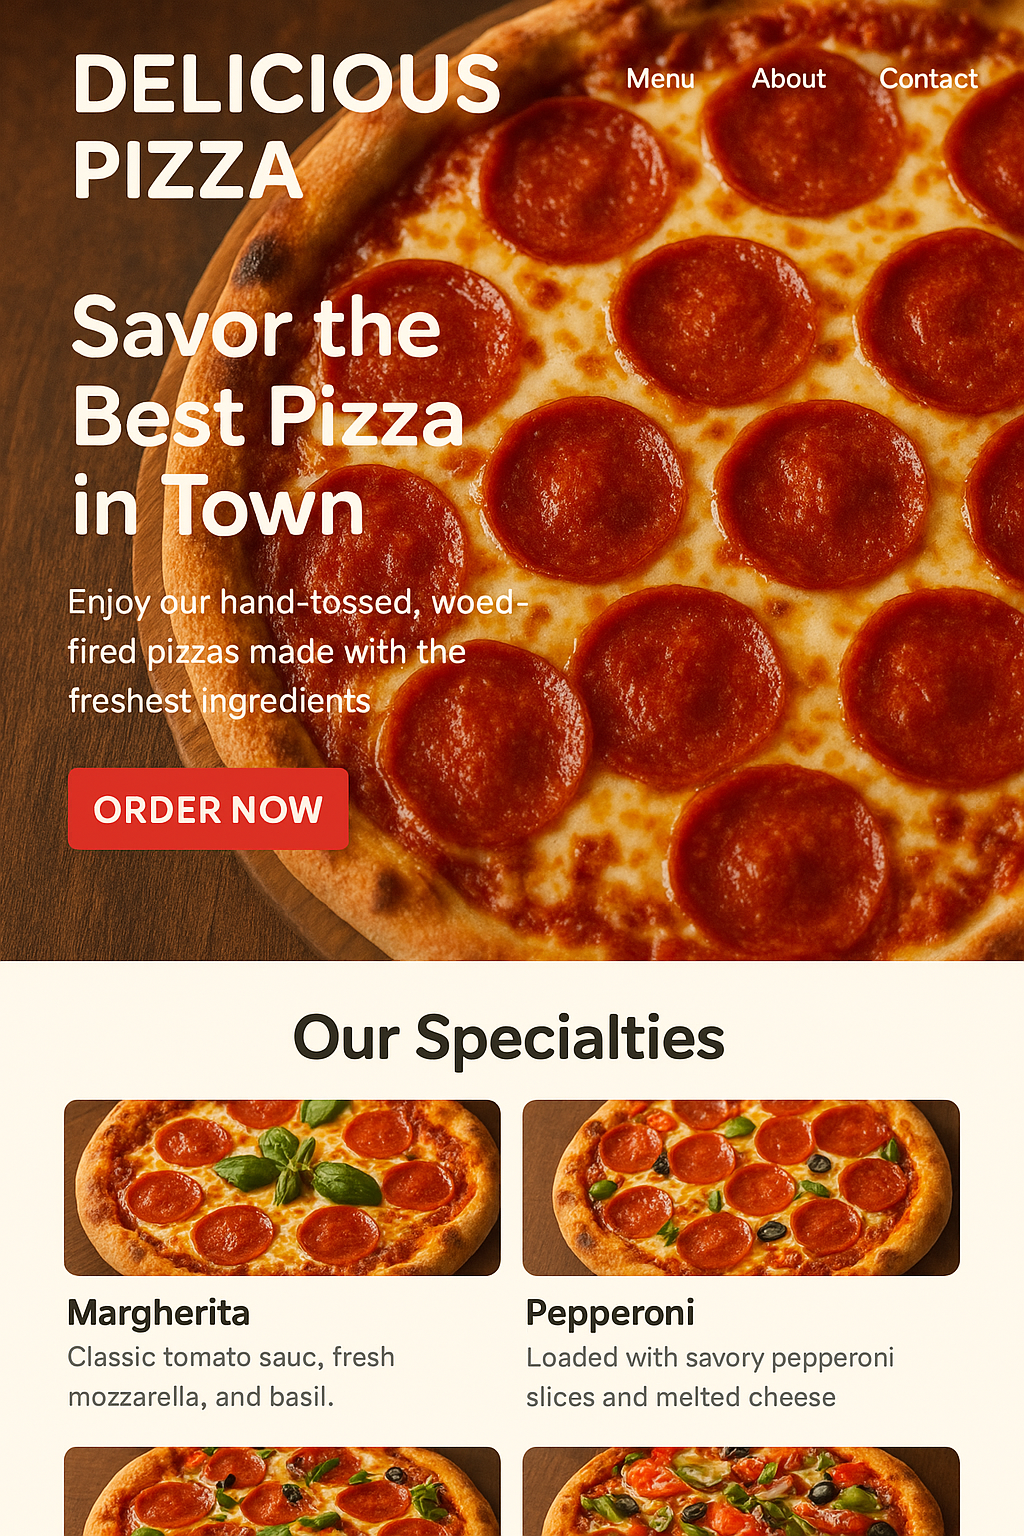 DELICIOUS
PIZZA
Menu About Contact
Savor the
Best Pizza
in Town
Enjoy our hand-tossed, woed-
fired pizzas made with the
freshest ingredients
ORDER NOW
Our Specialties
Margherita
Classic tomato sauc, fresh
mozzarella, and basil.
Pepperoni
Loaded with savory pepperoni
slices and melted cheese